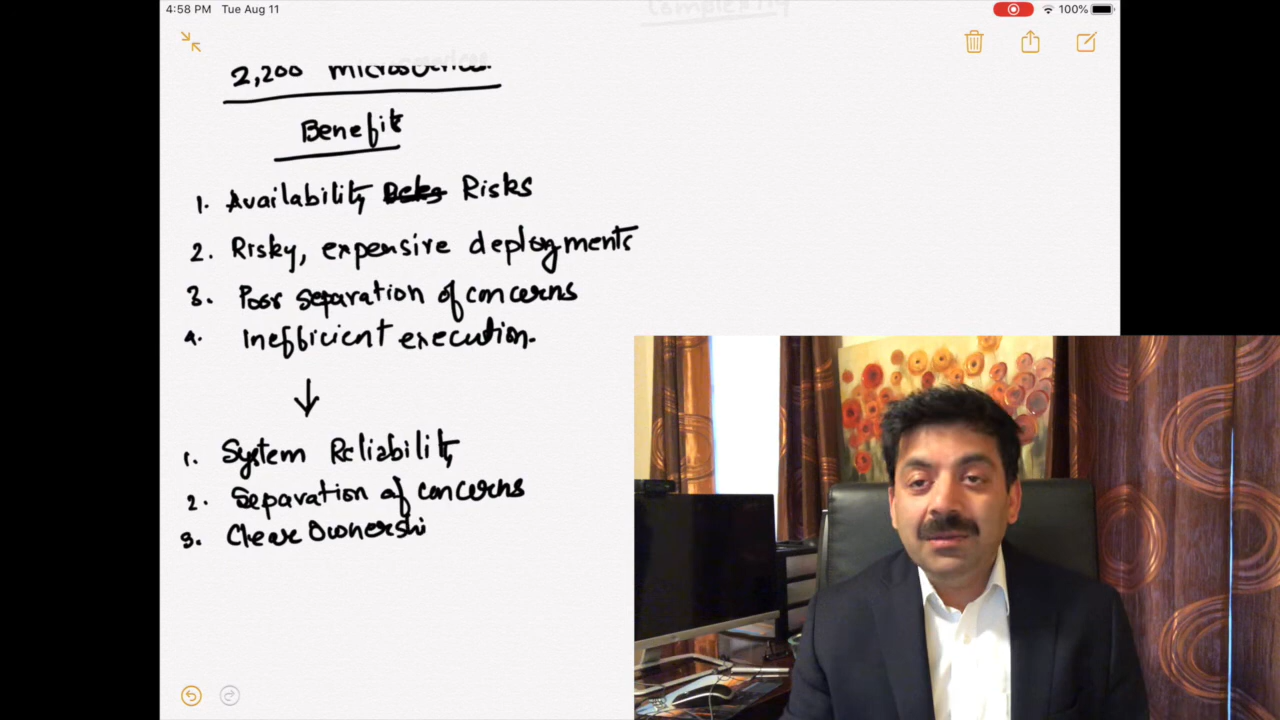 4:58 PM Tue Aug 11
100%
2,200 Microservices.
Benefit
1. Availability Risks
2. Risky, expensive deployments
3. Poor separation of concerns
4. Inefficient execution.
1. System Reliability
2. Separation of concerns
3. Clear Ownershi